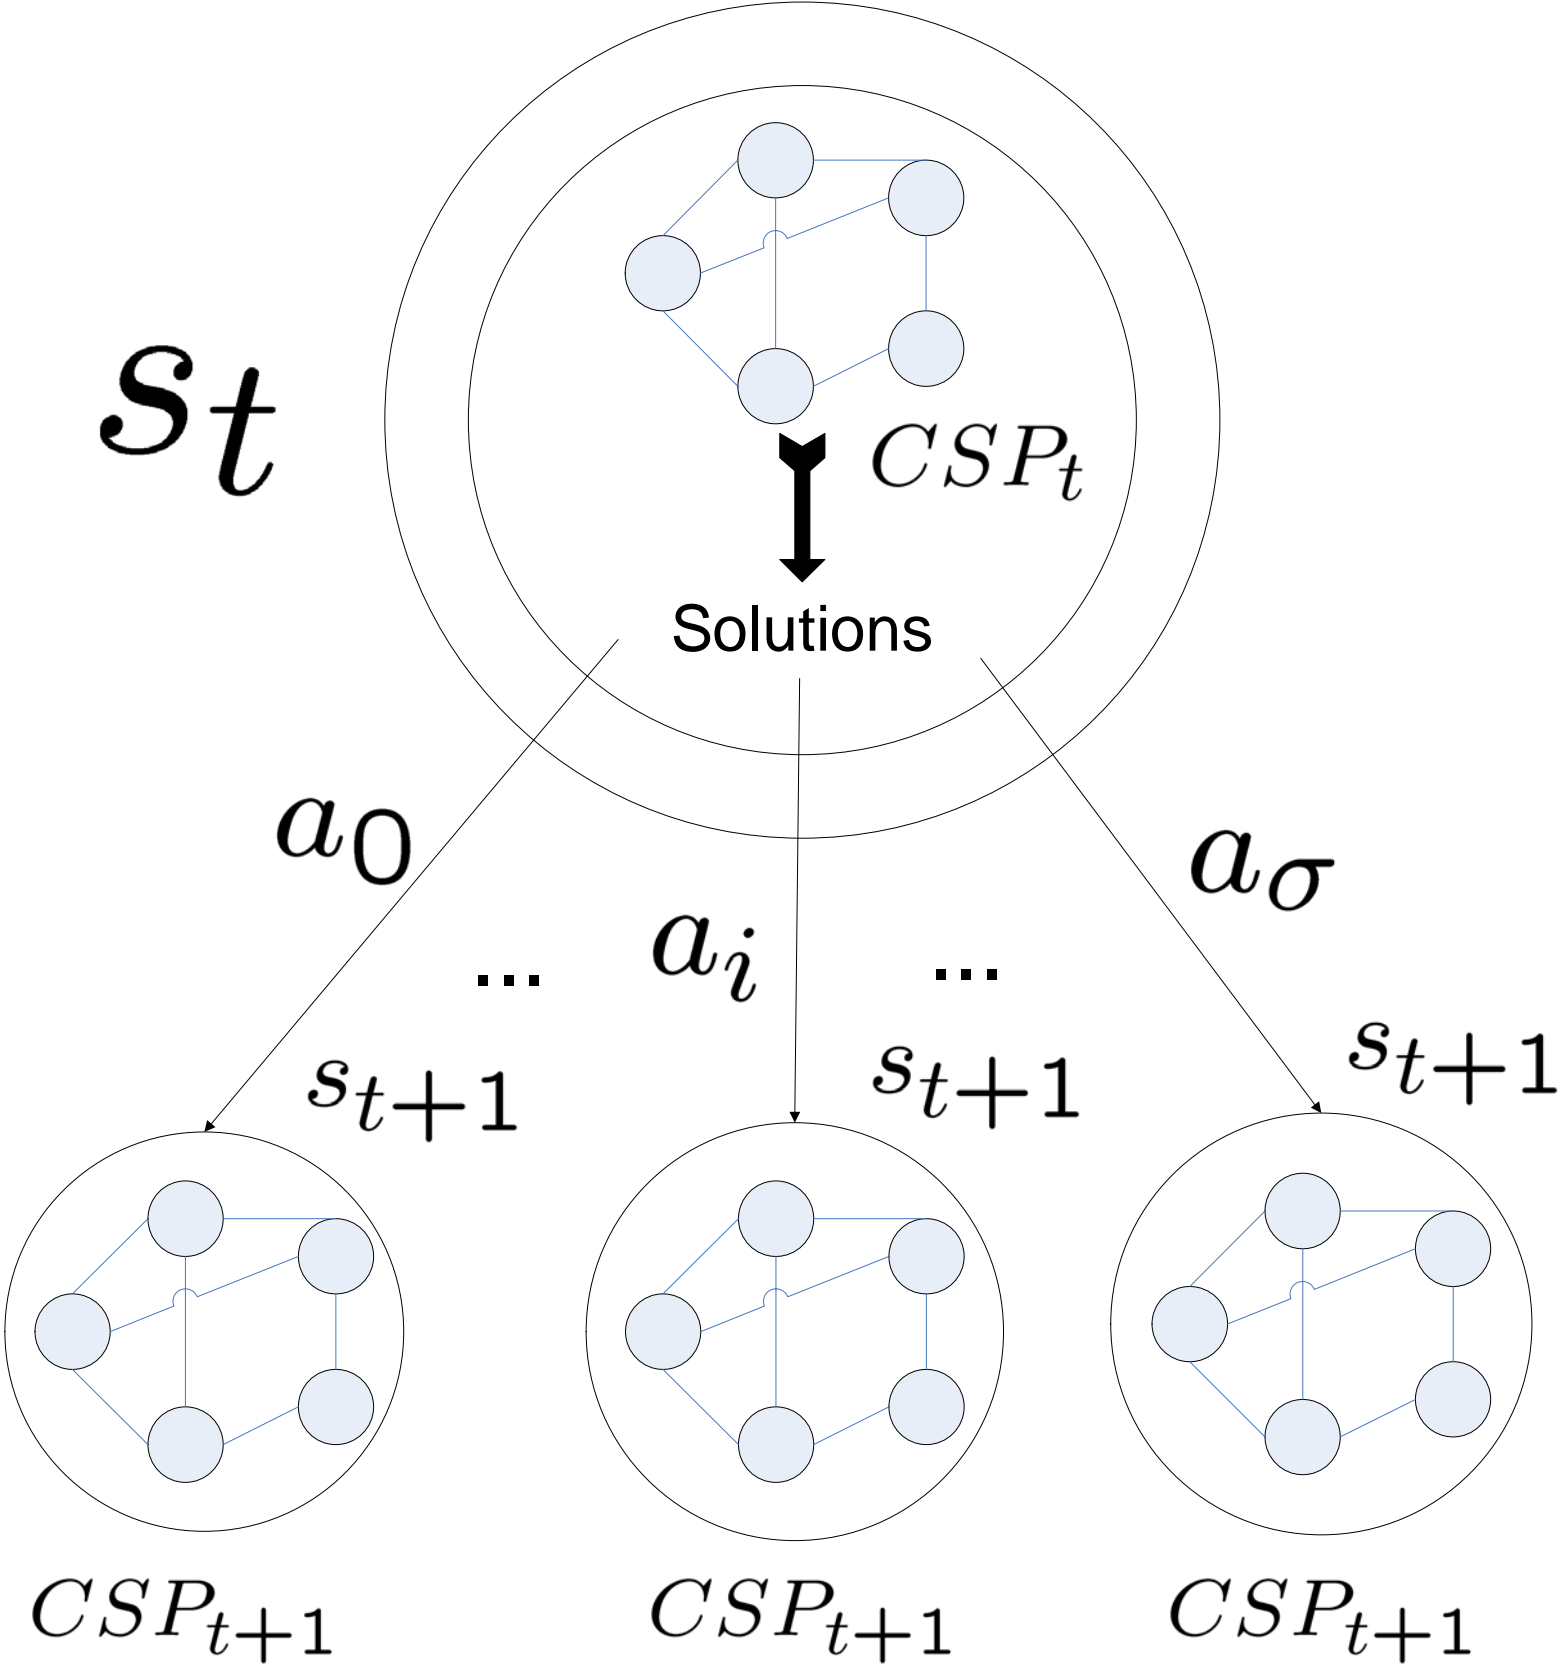 s_t
CSP_t
Solutions
a_0
a_σ
a_i
... ...
s_{t+1} s_{t+1} s_{t+1}
CSP_{t+1} CSP_{t+1} CSP_{t+1}